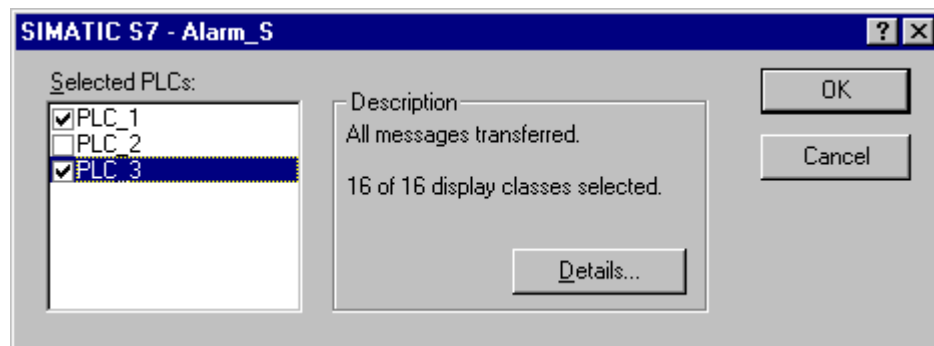 SIMATIC S7 - Alarm_S
Selected PLCs:
PLC_1
PLC_2
PLC_3
Description
All messages transferred.
16 of 16 display classes selected.
Details...
OK
Cancel